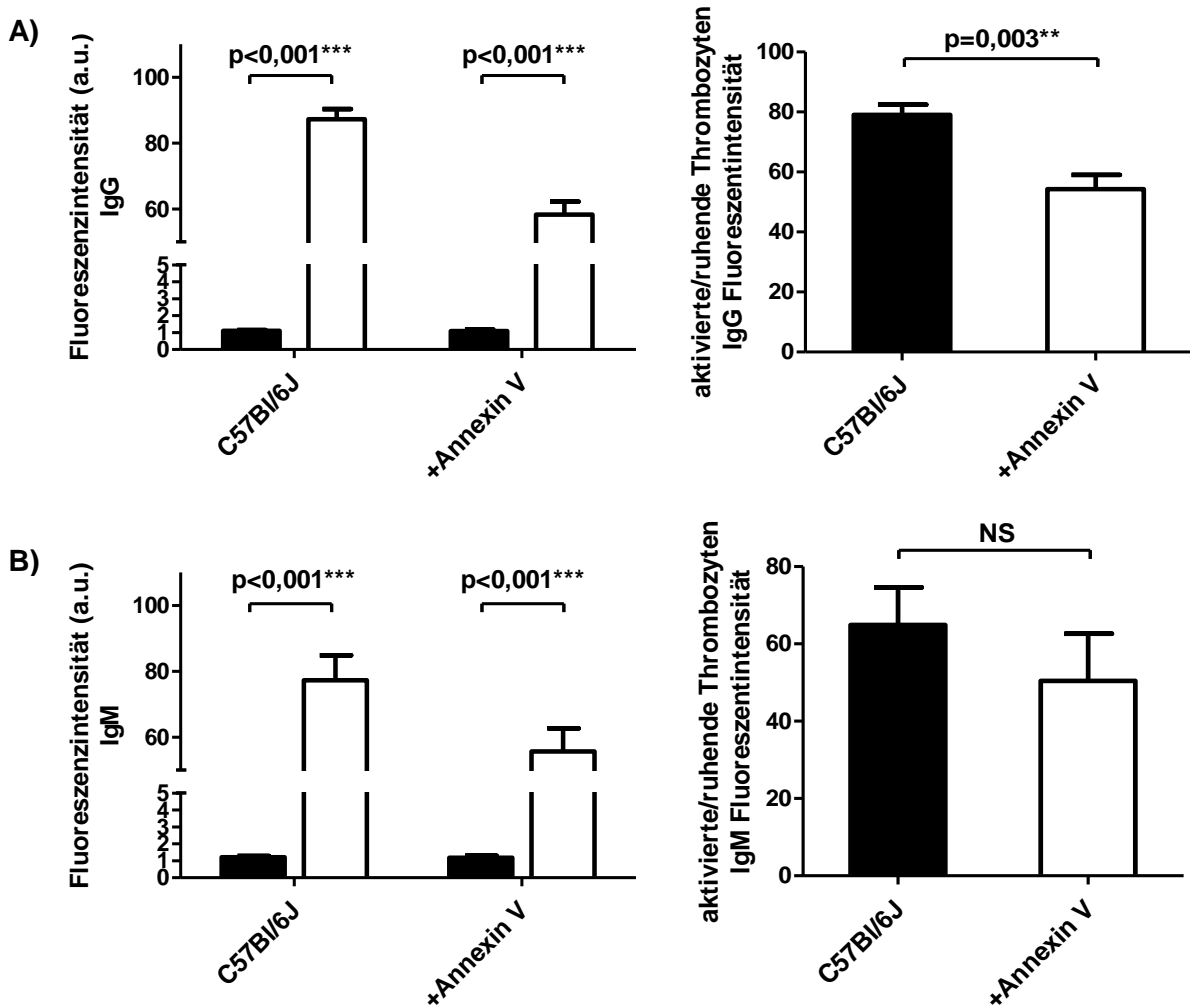 A)
Fluoreszenzintensität (a.u.)
IgG
100
80
60
5
4
3
2
1
0
p<0,001***
p<0,001***
C57Bl/6J
+Annexin V
aktivierte/ruhende Thrombozyten
IgG Fluoreszentintensität
100
80
60
40
20
0
p=0,003**
C57Bl/6J
+Annexin V
B)
Fluoreszenzintensität (a.u.)
IgM
100
80
60
5
4
3
2
1
0
p<0,001***
p<0,001***
C57Bl/6J
+Annexin V
aktivierte/ruhende Thrombozyten
IgM Fluoreszentintensität
80
60
40
20
0
NS
C57Bl/6J
+Annexin V